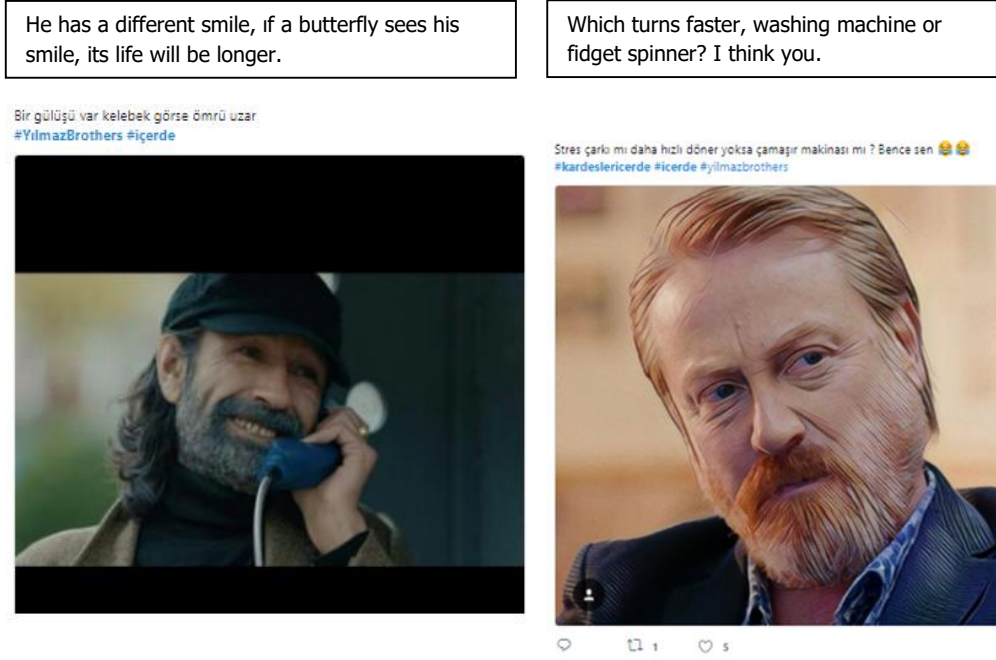 He has a different smile, ıf a butterfly sees his
smile, its life will be longer.
Bir gülüşü var kelebek görse ömrü uzar
#YılmazBrothers #içerde
Which turns faster, washing machine or
fidget spinner? I think you.
Stres çarkı mı daha hızlı döner yoksa çamaşır makinası mı ? Bence sen 😂 😂
#kardeslericerde #icerde #yilmazbrothers
1 5